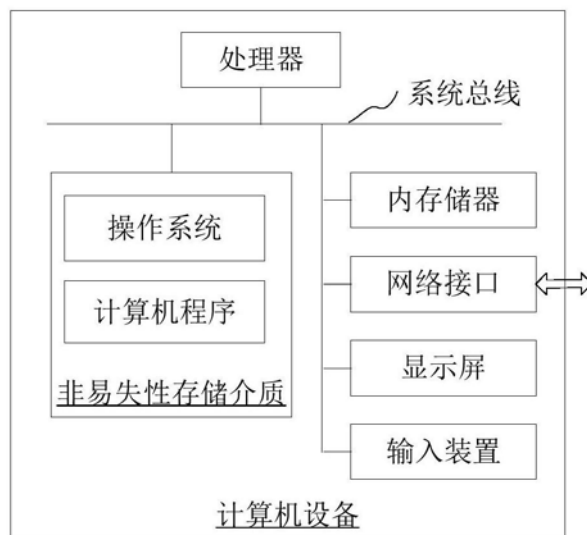 处理器
系统总线
操作系统
计算机程序
非易失性存储介质
内存储器
网络接口
显示屏
输入装置
计算机设备